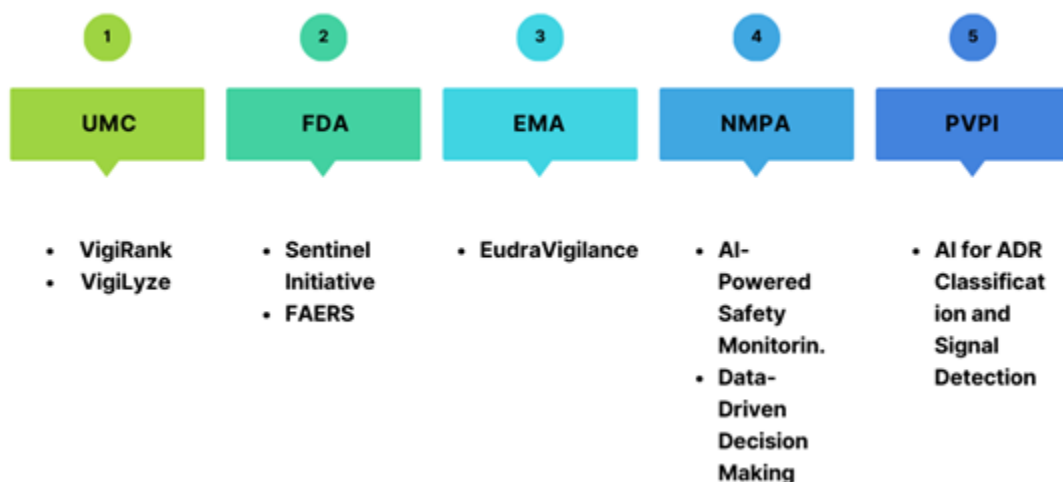 1
UMC
• VigiRank
• VigiLyze
2
FDA
• Sentinel
Initiative
• FAERS
3
EMA
• EudraVigilance
4
NMPA
• AI-
Powered
Safety
Monitorin.
• Data-
Driven
Decision
Making
5
PVPI
• AI for ADR
Classificat
ion and
Signal
Detection